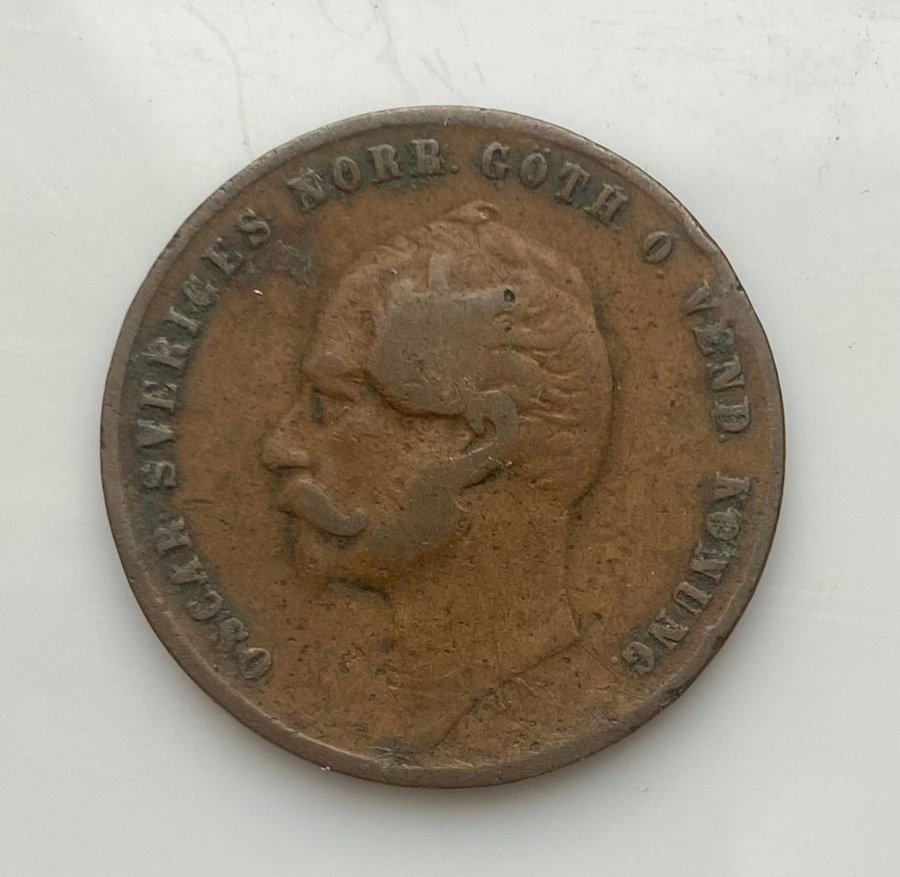 OSCAR SVERIGES NORR. GÖTH. O. VEND. KONUNG.